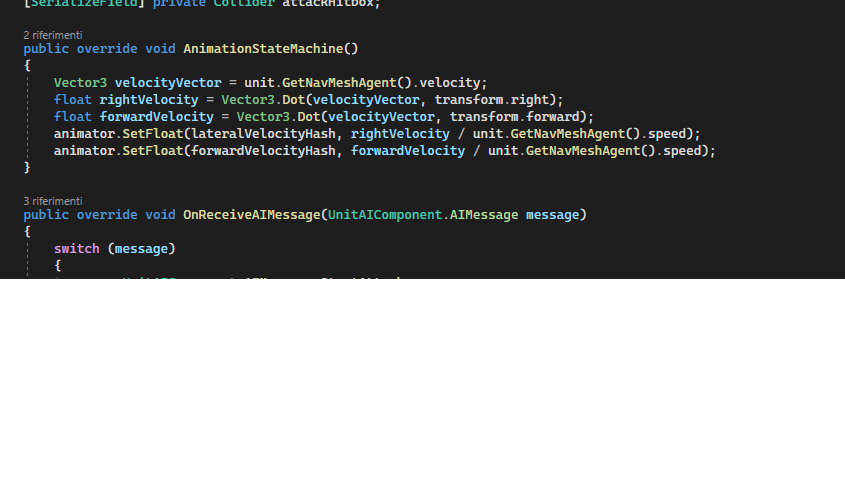 [SerializeField] private Collider attackHitbox;
2 riferimenti
public override void AnimationStateMachine()
{
Vector3 velocityVector = unit.GetNavMeshAgent().velocity;
float rightVelocity = Vector3.Dot(velocityVector, transform.right);
float forwardVelocity = Vector3.Dot(velocityVector, transform.forward);
animator.SetFloat(lateralVelocityHash, rightVelocity / unit.GetNavMeshAgent().speed);
animator.SetFloat(forwardVelocityHash, forwardVelocity / unit.GetNavMeshAgent().speed);
}
3 riferimenti
public override void OnReceiveAIMessage(UnitAIComponent.AIMessage message)
{
switch (message)
{